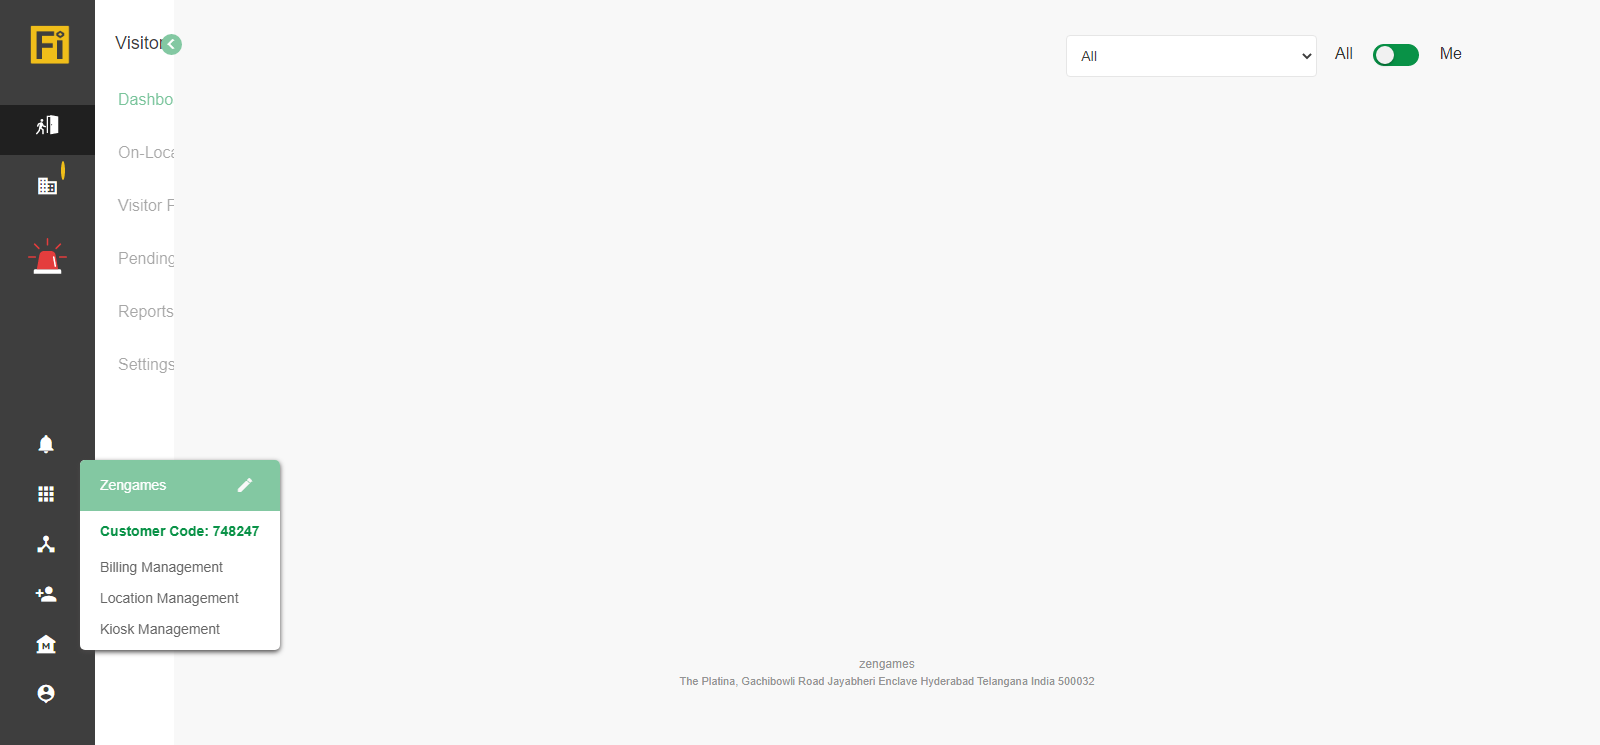 Fi
Visitor
All
All
Me
Dashbo
On-Loca
Visitor F
Pending
Reports
Settings
Zengames
Customer Code: 748247
Billing Management
Location Management
Kiosk Management
M
zengames
The Platina, Gachibowli Road Jayabheri Enclave Hyderabad Telangana India 500032